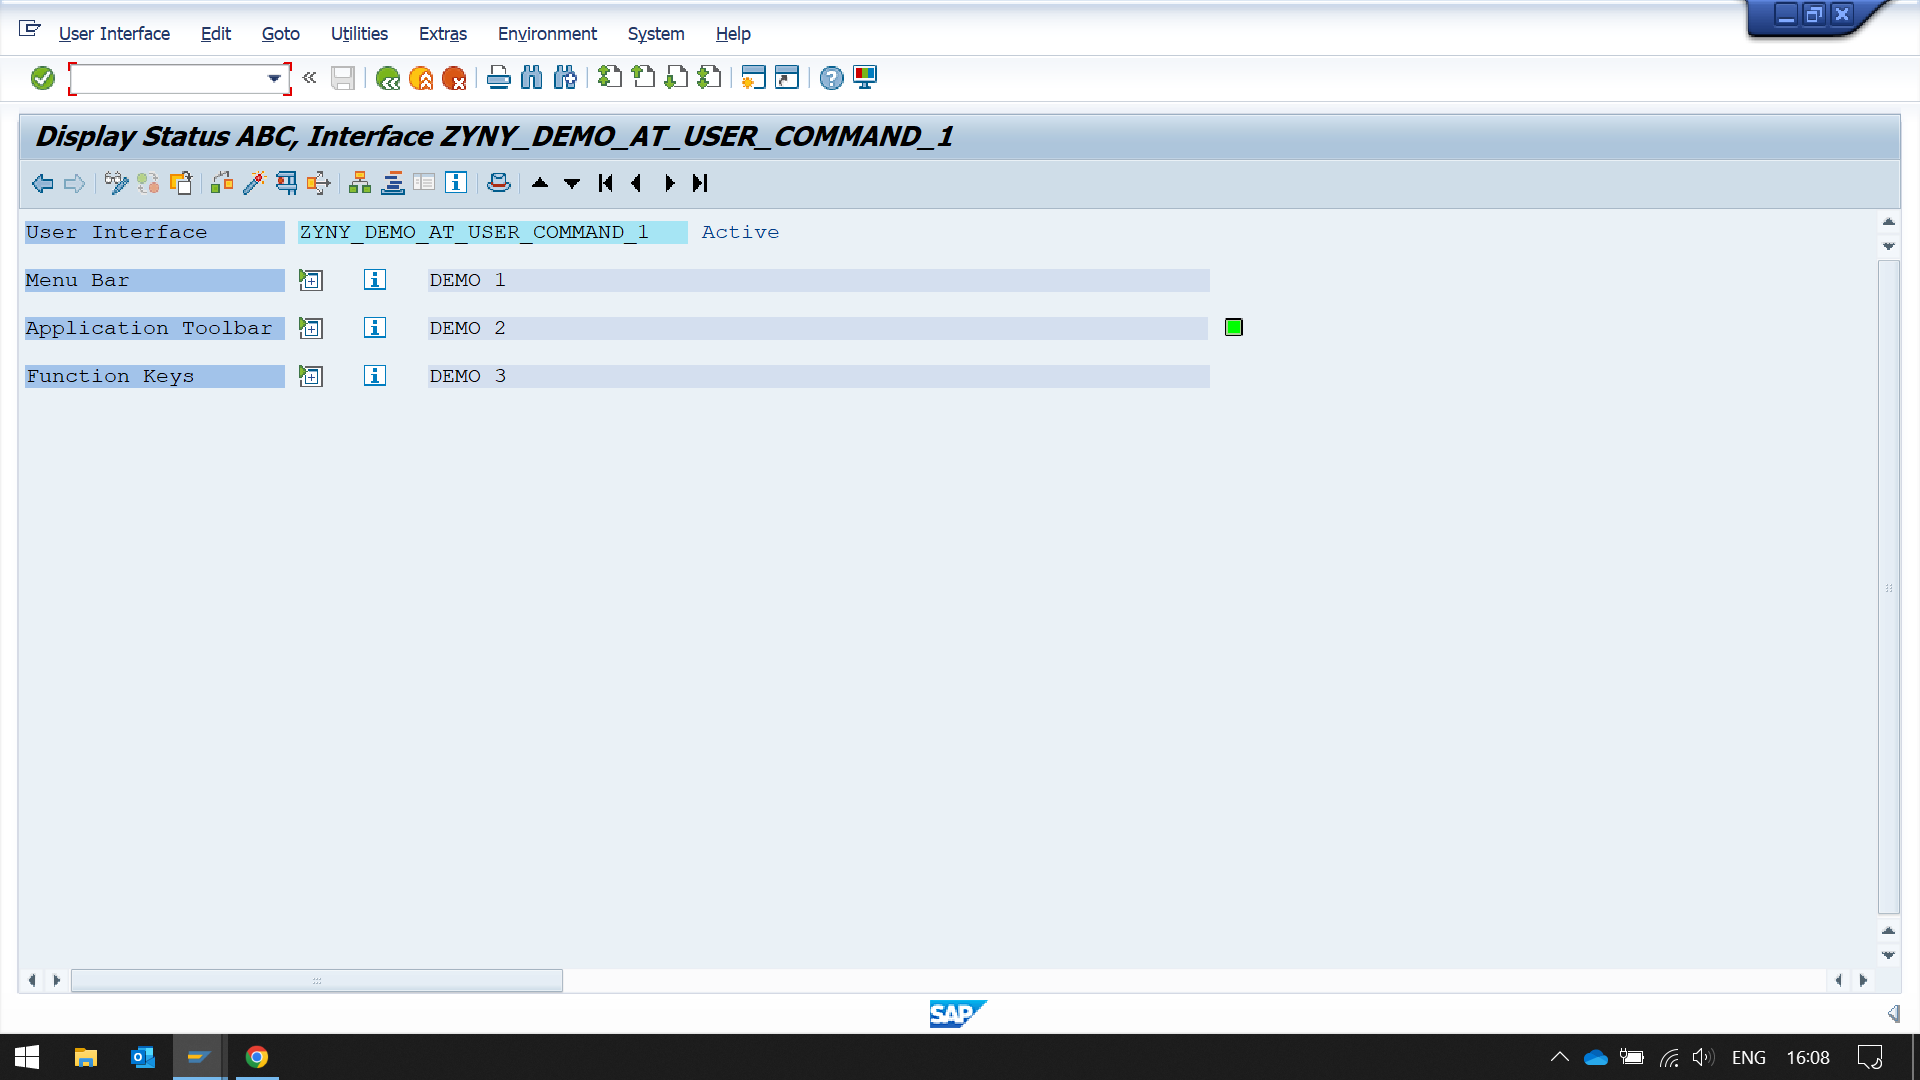 User Interface Edit Goto Utilities Extras Environment System Help
Display Status ABC, Interface ZYNY_DEMO_AT_USER_COMMAND_1
User Interface ZYNY_DEMO_AT_USER_COMMAND_1 Active
Menu Bar DEMO 1
Application Toolbar DEMO 2
Function Keys DEMO 3
SAP
ENG 16:08